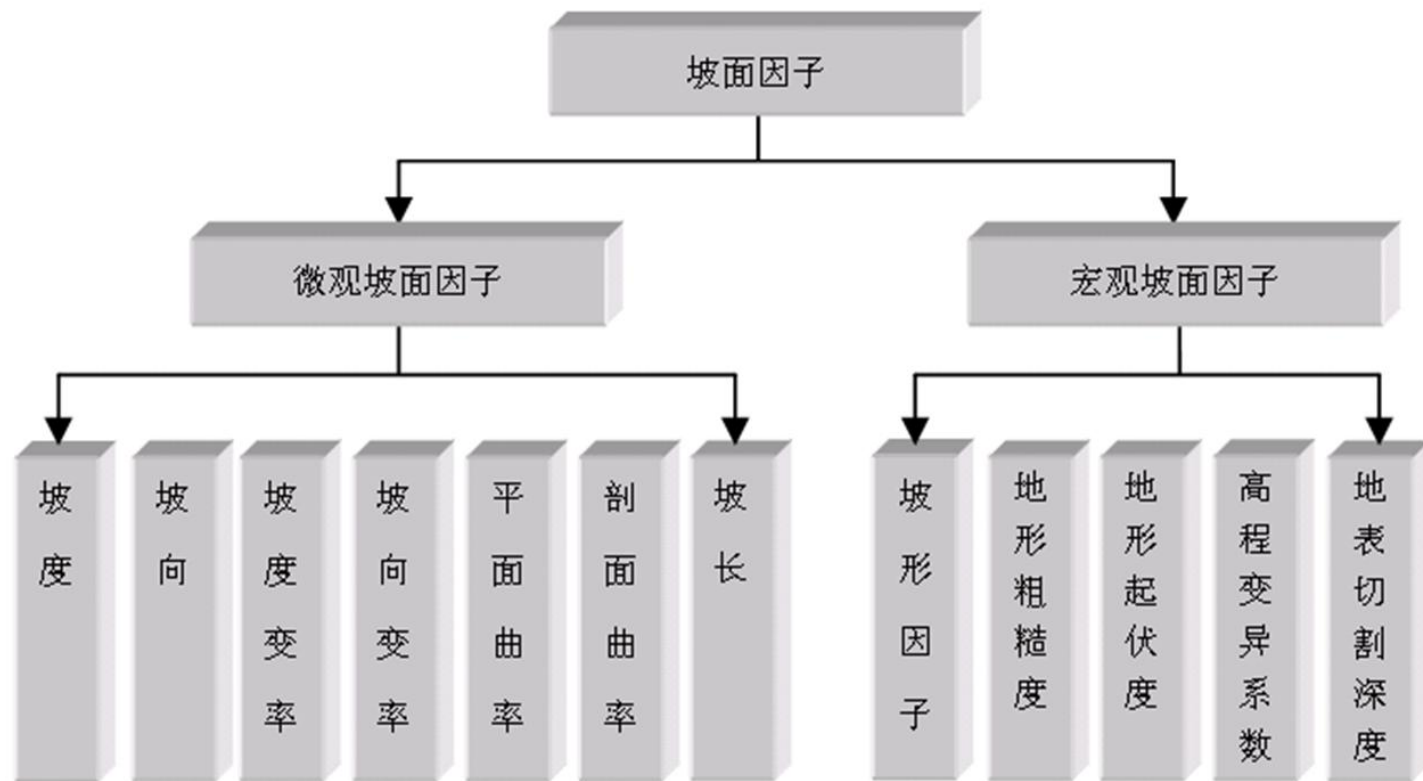 坡面因子
微观坡面因子
宏观坡面因子
坡度
坡向
坡度变率
坡向变率
平面曲率
剖面曲率
坡长
坡形因子
地形粗糙度
地形起伏度
高程变异系数
地表切割深度